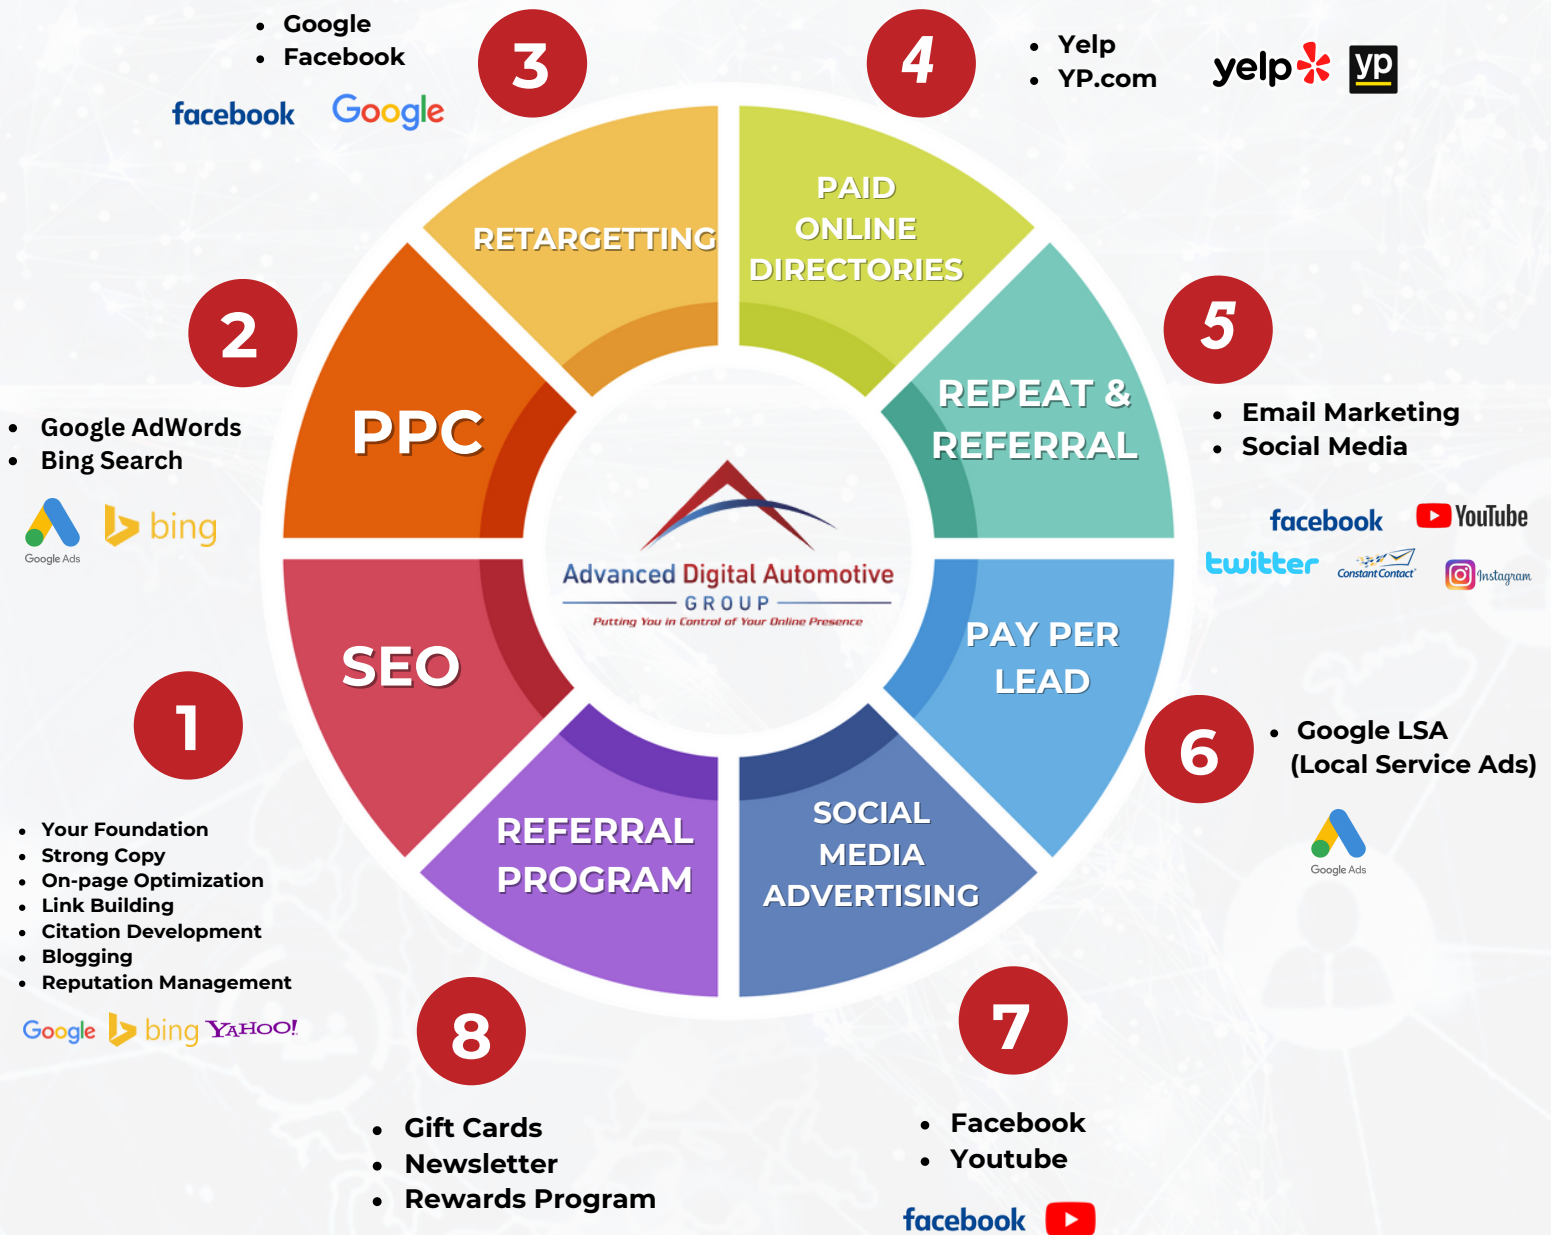 3
• Google
• Facebook
facebook Google
4
• Yelp
• YP.com
yelp yp
RETARGETTING
PAID
ONLINE
DIRECTORIES
2
PPC
• Google AdWords
• Bing Search
Google Ads bing
5
REPEAT &
REFERRAL
• Email Marketing
• Social Media
facebook YouTube
twitter Constant Contact Instagram
Advanced Digital Automotive
GROUP
Putting You in Control of Your Online Presence
SEO
1
• Your Foundation
• Strong Copy
• On-page Optimization
• Link Building
• Citation Development
• Blogging
• Reputation Management
Google bing YAHOO!
PAY PER
LEAD
6
• Google LSA
(Local Service Ads)
Google Ads
REFERRAL
PROGRAM
8
• Gift Cards
• Newsletter
• Rewards Program
SOCIAL
MEDIA
ADVERTISING
7
• Facebook
• Youtube
facebook